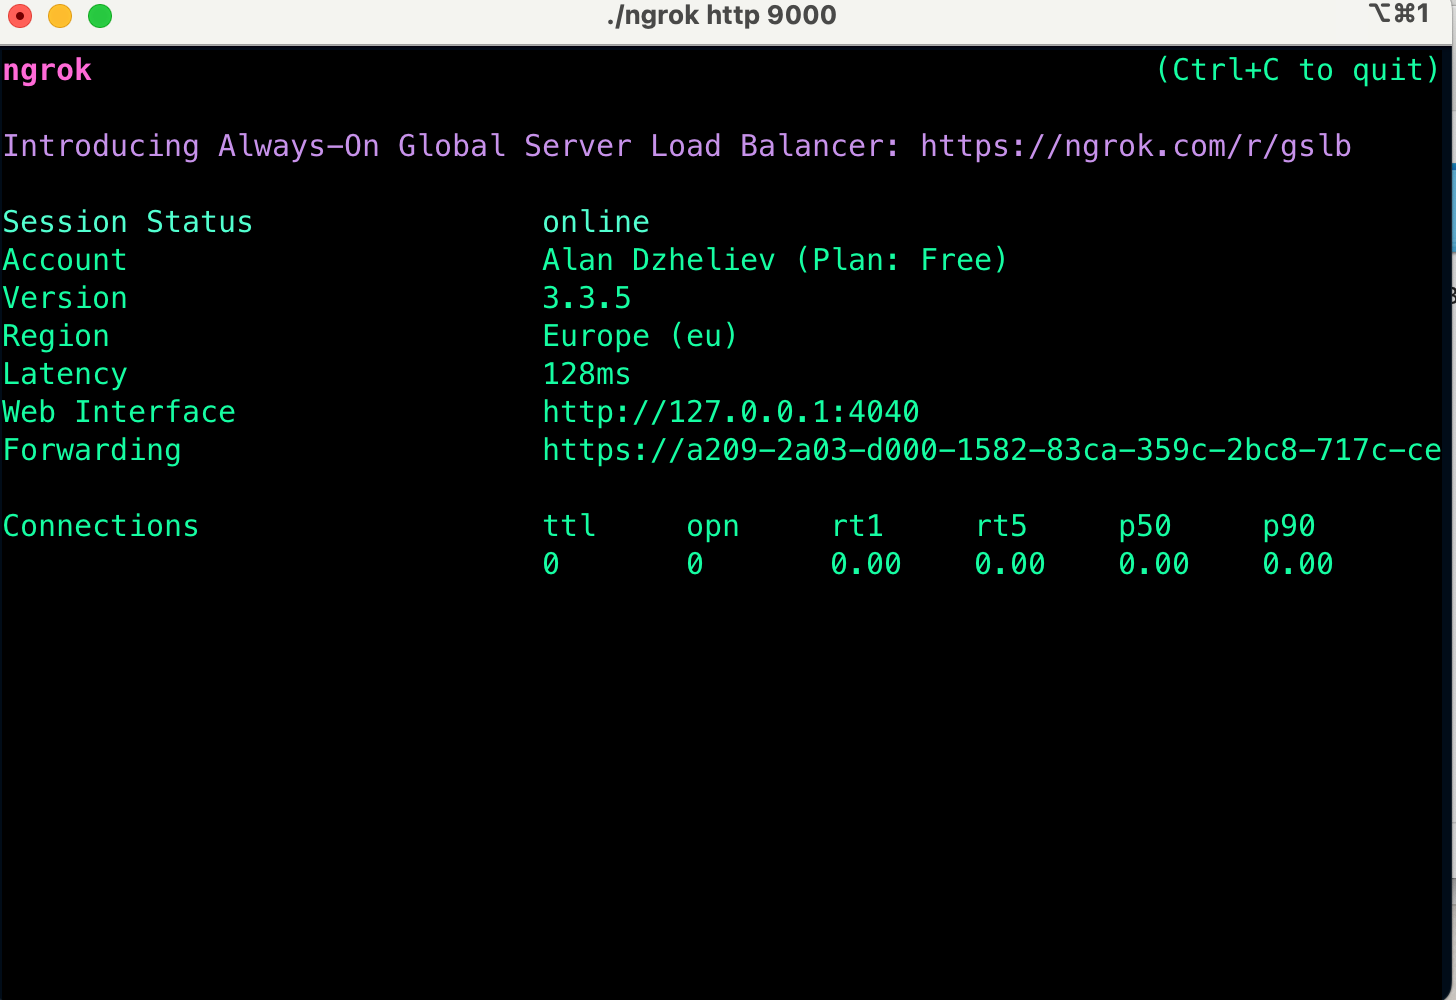 ./ngrok http 9000 ⌥⌘1
ngrok (Ctrl+C to quit)
Introducing Always-On Global Server Load Balancer: https://ngrok.com/r/gslb
Session Status online
Account Alan Dzheliev (Plan: Free)
Version 3.3.5
Region Europe (eu)
Latency 128ms
Web Interface http://127.0.0.1:4040
Forwarding https://a209-2a03-d000-1582-83ca-359c-2bc8-717c-ce
Connections ttl opn rt1 rt5 p50 p90
0 0 0.00 0.00 0.00 0.00